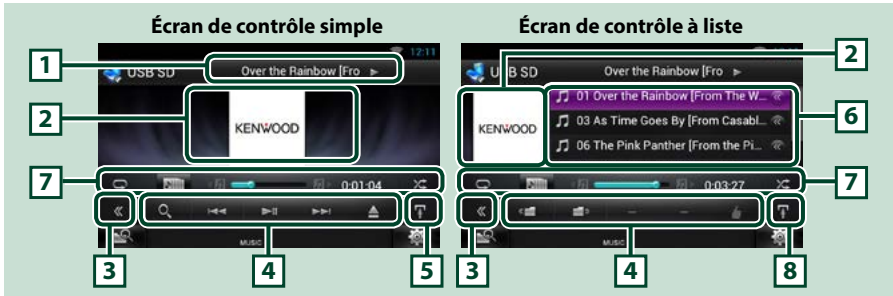 Écran de contrôle simple
Écran de contrôle à liste
12:11
1
USB SD
Over the Rainbow [Fro
2
KENWOOD
7
0:01:04
3
4
5
MUSIC
2
USB SD
Over the Rainbow [Fro
01 Over the Rainbow [From The W...
6
KENWOOD
03 As Time Goes By [From Casabl...
06 The Pink Panther [From the Pi...
0:03:27
7
MUSIC
3
4
8